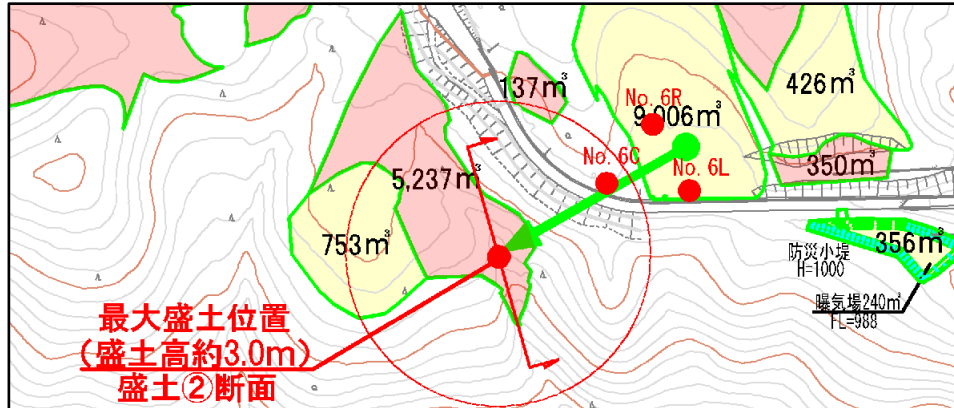 137㎥
No. 6R
9,006㎥
426㎥
No. 6C
No. 6L
350㎥
5,237㎥
753㎥
防災小堤
H=1000
356㎥
曝気場240㎡
FL=988
最大盛土位置
(盛土高約3.0m)
盛土②断面